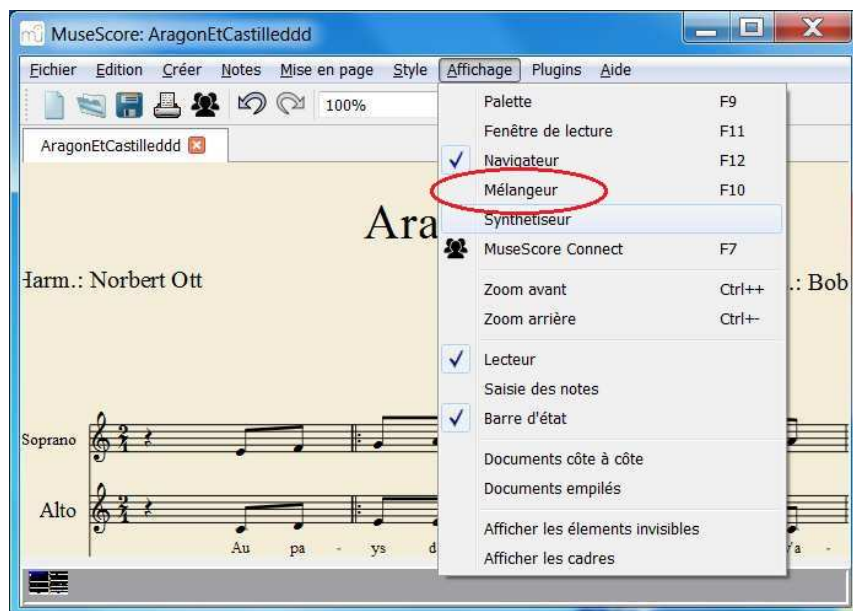 MuseScore: AragonEtCastilleddd
Fichier Edition Créer Notes Mise en page Style Affichage Plugins Aide
100%
AragonEtCastilleddd
Palette F9
Fenêtre de lecture F11
Navigateur F12
Mélangeur F10
Synthétiseur
MuseScore Connect F7
Zoom avant Ctrl++
Zoom arrière Ctrl+-
Lecteur
Saisie des notes
Barre d'état
Documents côte à côte
Documents empilés
Afficher les élements invisibles
Afficher les cadres
Ara
Harm.: Norbert Ott
.: Bob
Soprano
Alto
Au pa - ys d